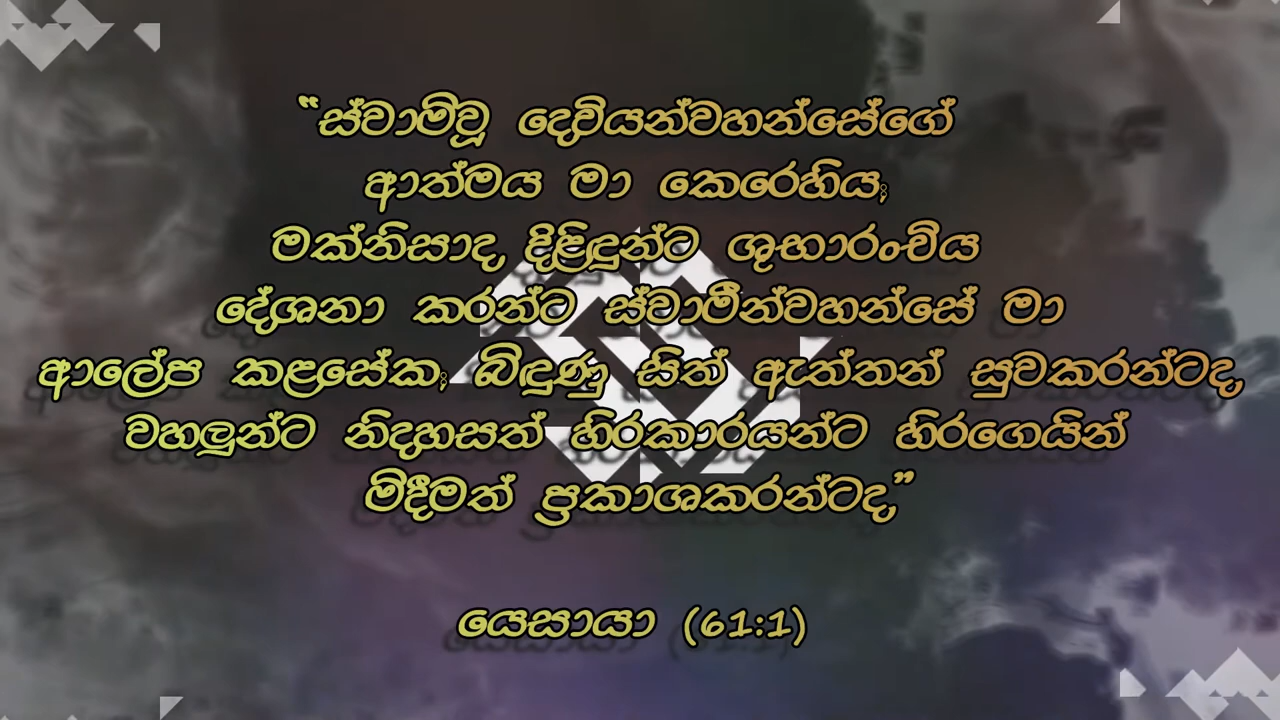 “ස්වාමිවූ දෙවියන්වහන්සේගේ
ආත්මය මා කෙරෙහිය;
මක්නිසාද, දිළිඳුන්ට ශුභාරංචිය
දේශනා කරන්ට ස්වාමීන්වහන්සේ මා
ආලේප කළසේක; බිඳුණු සිත් ඇත්තන් සුවකරන්ටද,
වහලුන්ට නිදහසත් හිරකාරයන්ට හිරගෙයින්
මිදීමත් ප්‍රකාශකරන්ටද,”
යෙසායා (61:1)